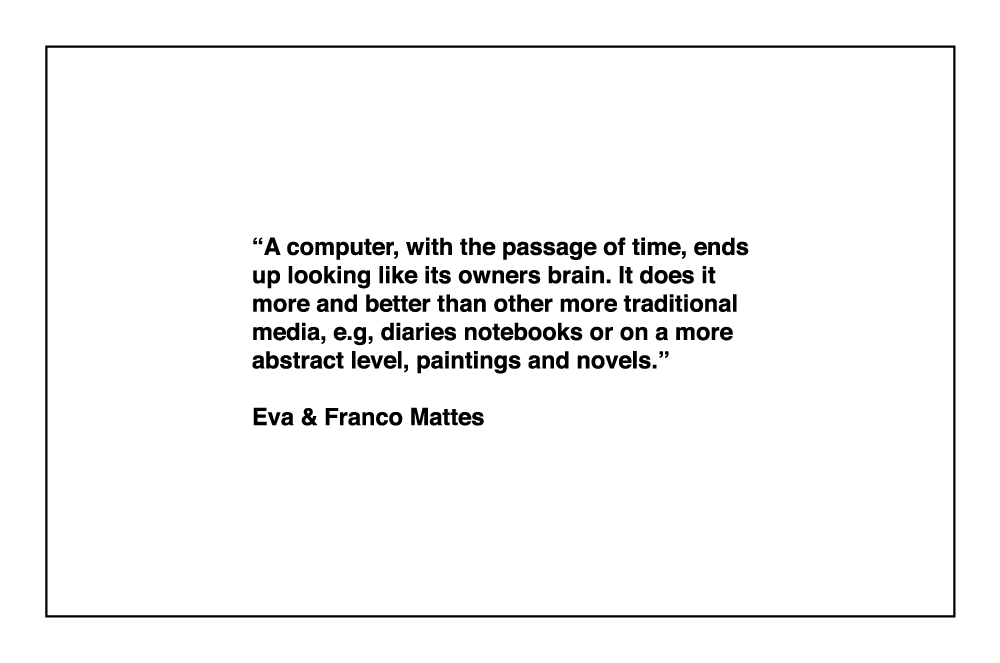 “A computer, with the passage of time, ends
up looking like its owners brain. It does it
more and better than other more traditional
media, e.g, diaries notebooks or on a more
abstract level, paintings and novels.”
Eva & Franco Mattes